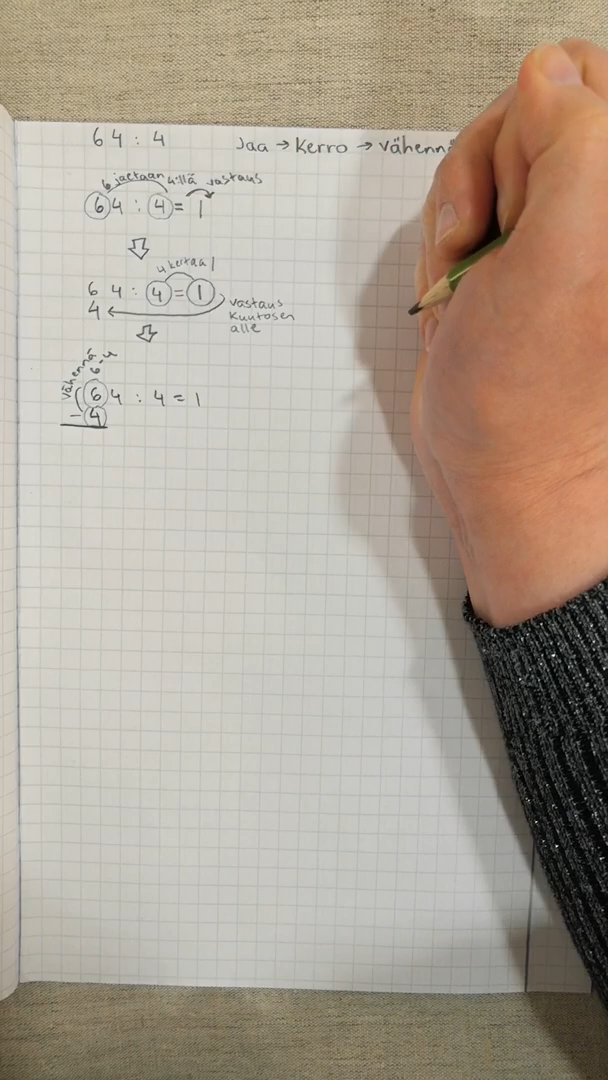 64 : 4
Jaa → Kerro → Vähenn
6 jaetaan 4:llä vastaus
64 : 4 = 1
4 kertaa 1
64 : 4 = 1
4
vastaus
kuutosen
alle
vähennä
6-4
64 : 4 = 1
- 4